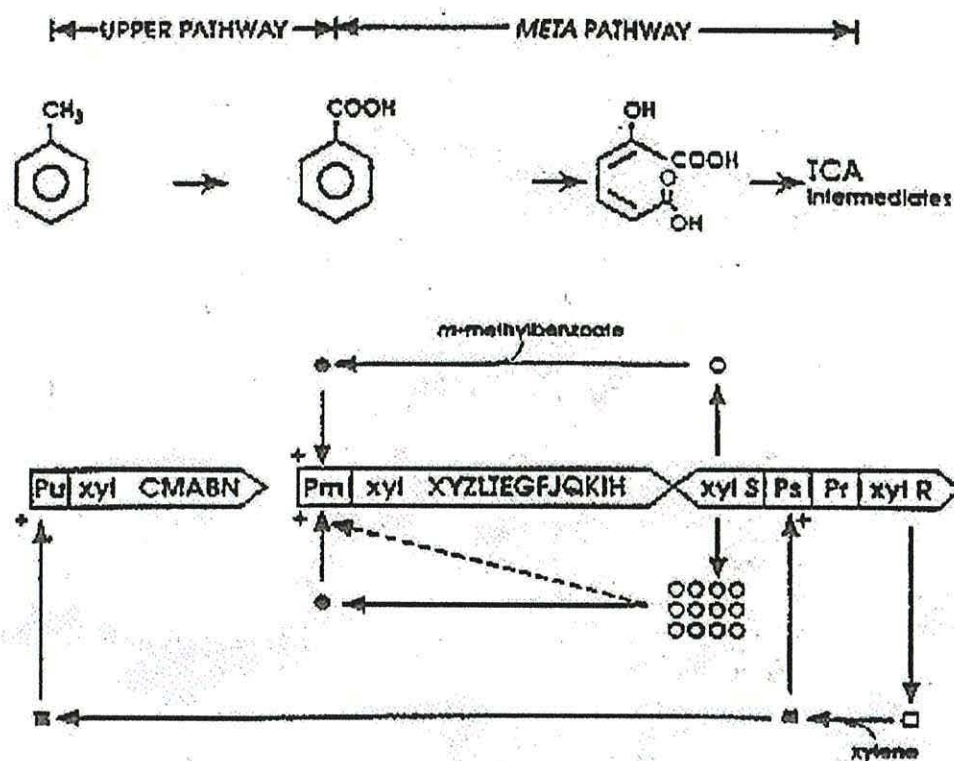 UPPER PATHWAY META PATHWAY
CH3 COOH OH
COOH
O
OH
TCA
intermediates
m-methylbenzoate
+ +
Pu xyl CMABN Pm xyl XYZLTEGFJQKIH xyl S Ps Pr xyl R
+ + +
xylene